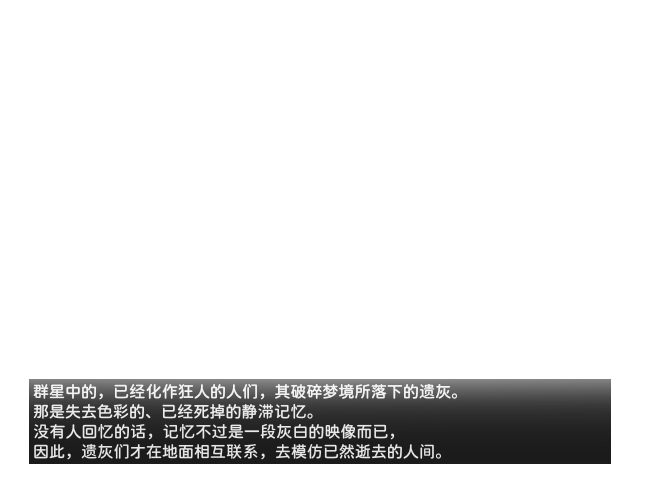 群星中的，已经化作狂人的人们，其破碎梦境所落下的遗灰。
那是失去色彩的、已经死掉的静滞记忆。
没有人回忆的话，记忆不过是一段灰白的映像而已，
因此，遗灰们才在地面相互联系，去模仿已然逝去的人间。